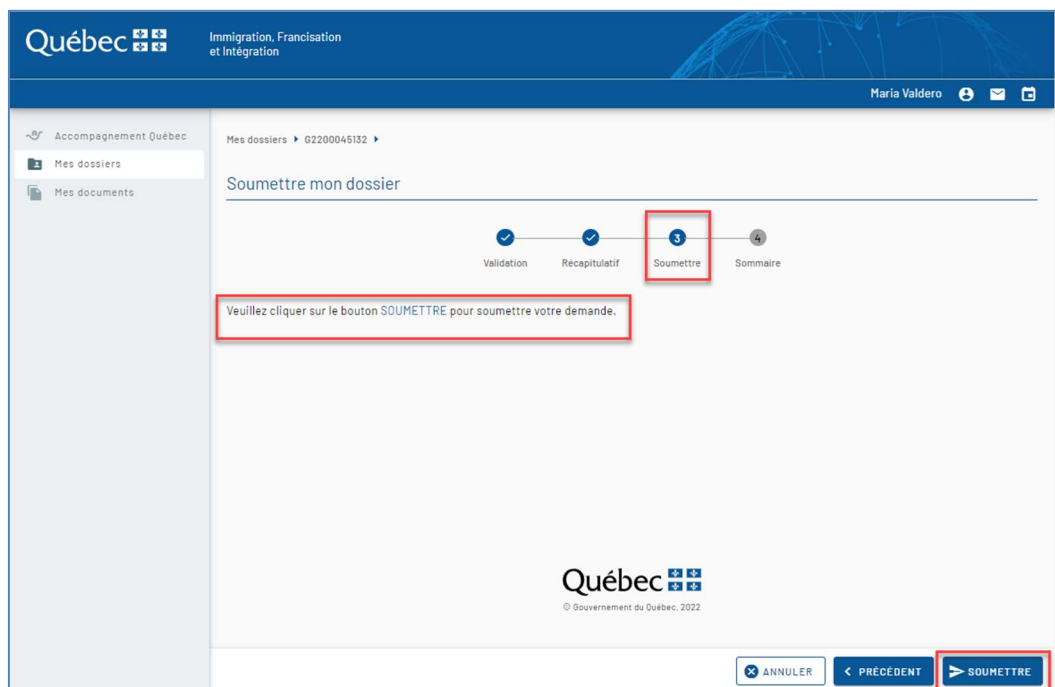 Québec
Immigration, Francisation
et Intégration
Maria Valdero
Accompagnement Québec
Mes dossiers
Mes documents
Mes dossiers G2200045132
Soumettre mon dossier
3
4
Validation
Récapitulatif
Soumettre
Sommaire
Veuillez cliquer sur le bouton SOUMETTRE pour soumettre votre demande.
Québec
© Gouvernement du Québec, 2022
ANNULER
PRÉCÉDENT
SOUMETTRE